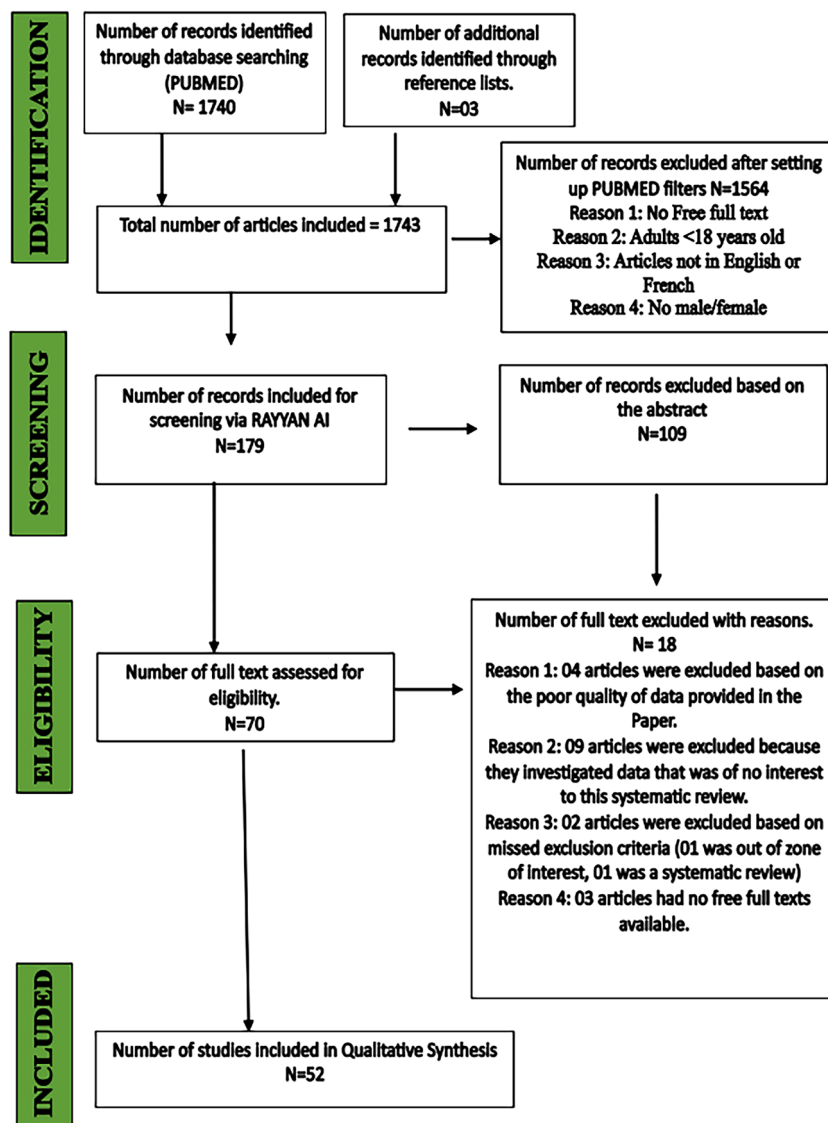 IDENTIFICATION
Number of records identified
through database searching
(PUBMED)
N= 1740
Number of additional
records identified through
reference lists.
N=03
Total number of articles included = 1743
Number of records excluded after setting
up PUBMED filters N=1564
Reason 1: No Free full text
Reason 2: Adults <18 years old
Reason 3: Articles not in English or
French
Reason 4: No male/female
SCREENING
Number of records included for
screening via RAYYAN AI
N=179
Number of records excluded based on
the abstract
N=109
ELIGIBILITY
Number of full text assessed for
eligibility.
N=70
Number of full text excluded with reasons.
N= 18
Reason 1: 04 articles were excluded based on
the poor quality of data provided in the
Paper.
Reason 2: 09 articles were excluded because
they investigated data that was of no interest
to this systematic review.
Reason 3: 02 articles were excluded based on
missed exclusion criteria (01 was out of zone
of interest, 01 was a systematic review)
Reason 4: 03 articles had no free full texts
available.
INCLUDED
Number of studies included in Qualitative Synthesis
N=52